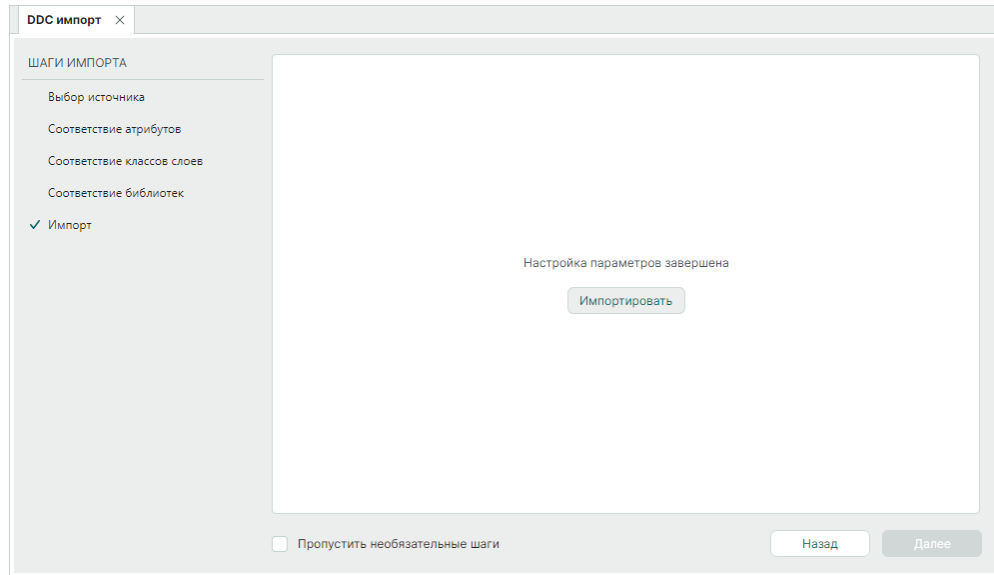 DDC импорт
ШАГИ ИМПОРТА
Выбор источника
Соответствие атрибутов
Соответствие классов слоев
Соответствие библиотек
Импорт
Настройка параметров завершена
Импортировать
Пропустить необязательные шаги
Назад
Далее